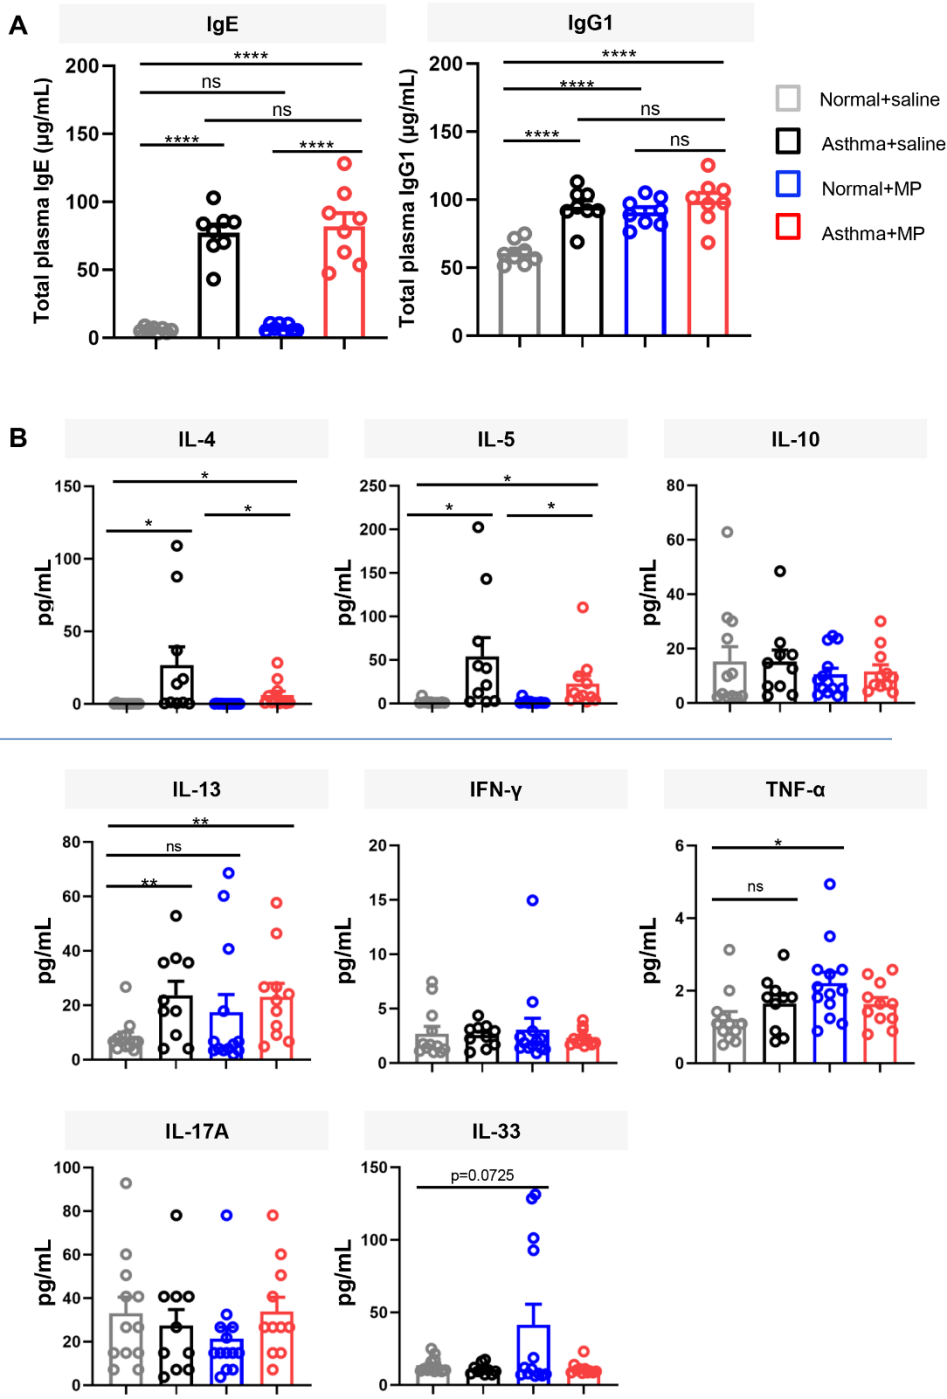 A
IgE
IgG1
Total plasma IgE (µg/mL)
200
150
100
50
0
****
ns
ns
****
****
Total plasma IgG1 (µg/mL)
200
150
100
50
0
****
****
ns
****
ns
Normal+saline
Asthma+saline
Normal+MP
Asthma+MP
B
IL-4
IL-5
IL-10
pg/mL
150
100
50
0
*
*
*
pg/mL
250
200
150
100
50
0
*
*
*
pg/mL
80
60
40
20
0
IL-13
IFN-γ
TNF-α
pg/mL
80
60
40
20
0
**
ns
**
pg/mL
20
15
10
5
0
pg/mL
6
4
2
0
*
ns
IL-17A
IL-33
pg/mL
100
80
60
40
20
0
pg/mL
150
100
50
0
p=0.0725